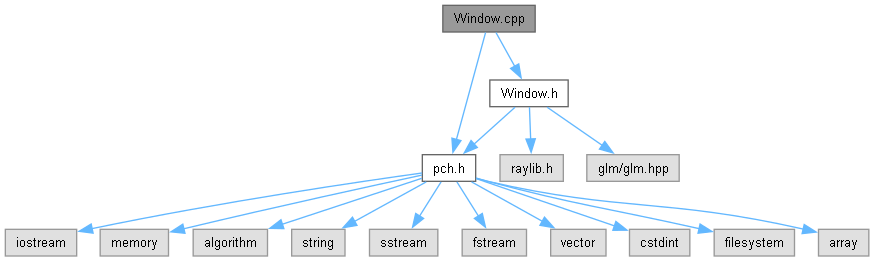 Window.cpp
Window.h
pch.h
raylib.h
glm/glm.hpp
iostream
memory
algorithm
string
sstream
fstream
vector
cstdint
filesystem
array